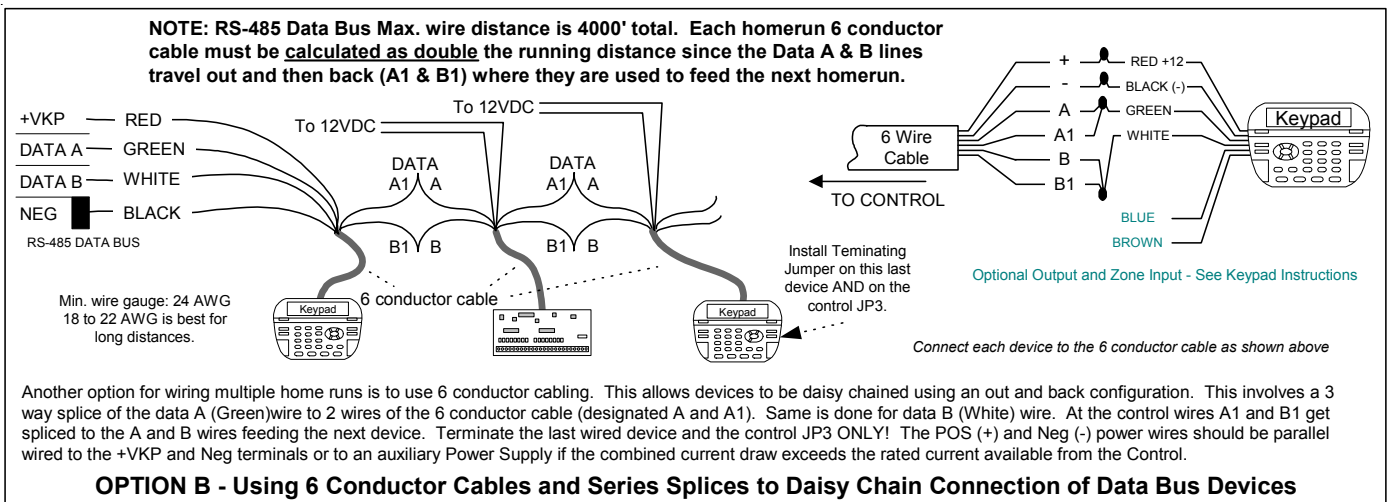 NOTE: RS-485 Data Bus Max. wire distance is 4000' total. Each homerun 6 conductor
cable must be calculated as double the running distance since the Data A & B lines
travel out and then back (A1 & B1) where they are used to feed the next homerun.
+VKP
RED
DATA A
GREEN
DATA B
WHITE
NEG
BLACK
RS-485 DATA BUS
To 12VDC
To 12VDC
DATA
A1 A
B1 B
DATA
A1 A
B1 B
Min. wire gauge: 24 AWG
18 to 22 AWG is best for
long distances.
Keypad
6 conductor cable
Keypad
Install Teminating
Jumper on this last
device AND on the
control JP3.
6 Wire
Cable
TO CONTROL
+
RED +12
-
BLACK (-)
A
GREEN
A1
WHITE
B
B1
Keypad
BLUE
BROWN
Optional Output and Zone Input - See Keypad Instructions
Connect each device to the 6 conductor cable as shown above
Another option for wiring multiple home runs is to use 6 conductor cabling. This allows devices to be daisy chained using an out and back configuration. This involves a 3
way splice of the data A (Green)wire to 2 wires of the 6 conductor cable (designated A and A1). Same is done for data B (White) wire. At the control wires A1 and B1 get
spliced to the A and B wires feeding the next device. Terminate the last wired device and the control JP3 ONLY! The POS (+) and Neg (-) power wires should be parallel
wired to the +VKP and Neg terminals or to an auxiliary Power Supply if the combined current draw exceeds the rated current available from the Control.
OPTION B - Using 6 Conductor Cables and Series Splices to Daisy Chain Connection of Data Bus Devices